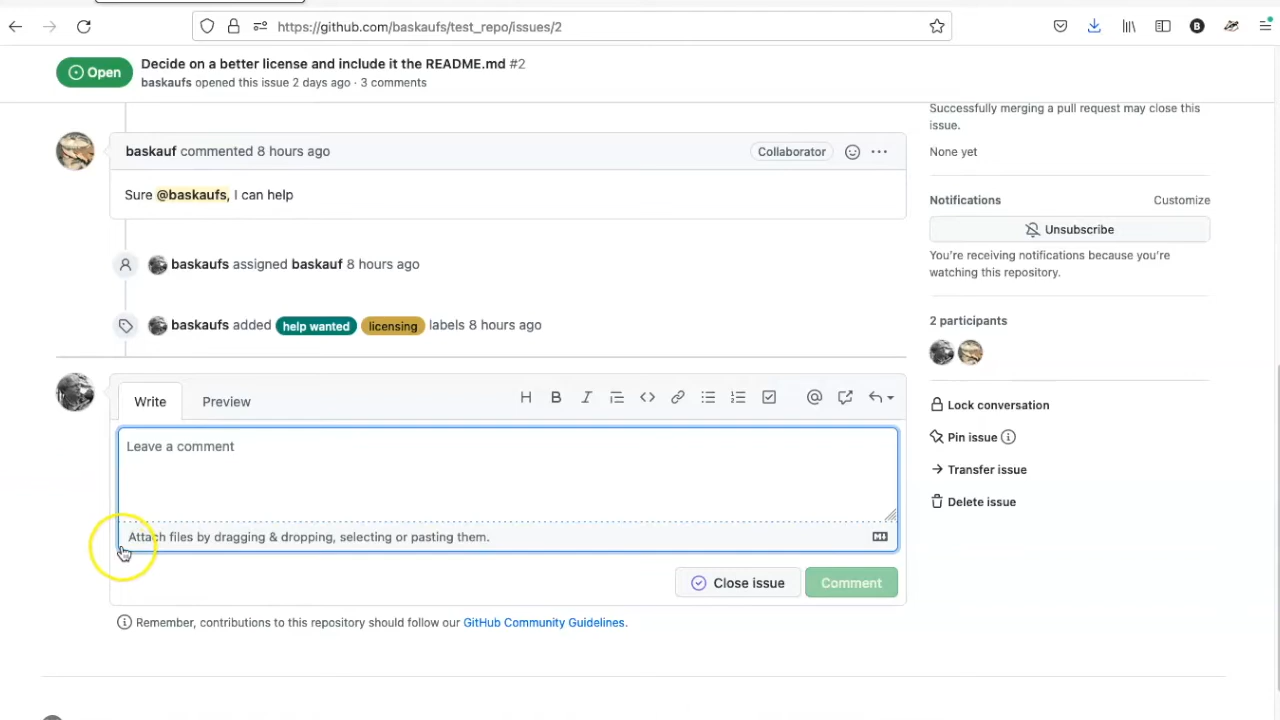 https://github.com/baskaufs/test_repo/issues/2
B
Open
Decide on a better license and include it the README.md #2
baskaufs opened this issue 2 days ago · 3 comments
Successfully merging a pull request may close this
issue.
None yet
baskauf commented 8 hours ago
Collaborator
Sure @baskaufs, I can help
Notifications
Customize
Unsubscribe
You're receiving notifications because you're
watching this repository.
baskaufs assigned baskauf 8 hours ago
baskaufs added help wanted licensing labels 8 hours ago
2 participants
Write
Preview
H B I
@
Leave a comment
Attach files by dragging & dropping, selecting or pasting them.
Close issue
Comment
Lock conversation
Pin issue
Transfer issue
Delete issue
Remember, contributions to this repository should follow our GitHub Community Guidelines.